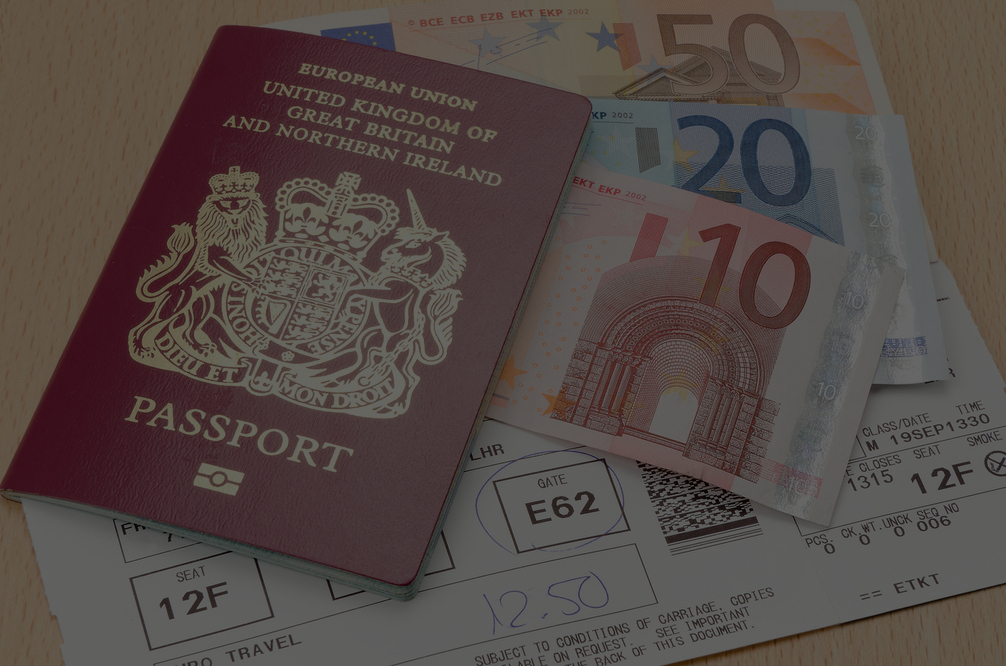 EUROPEAN UNION
UNITED KINGDOM OF
GREAT BRITAIN
AND NORTHERN IRELAND
DIEU ET MON DROIT
PASSPORT
© BCE ECB EZB EKT EKP 2002
50
EKP 2002
20
20
20
EKT EKP 2002
10
10
10
LHR
GATE
E62
SEAT
12F
12.50
TRAVEL
SUBJECT TO CONDITIONS OF CARRIAGE, COPIES
ON REQUEST. SEE IMPORTANT
THE BACK OF THIS DOCUMENT.
CLASS/DATE TIME
M 19SEP1330
CLOSES SEAT SMOKE
1315 12F
PCS. CK.WT.UNCK SEQ NO
0 0 0 006
== ETKT